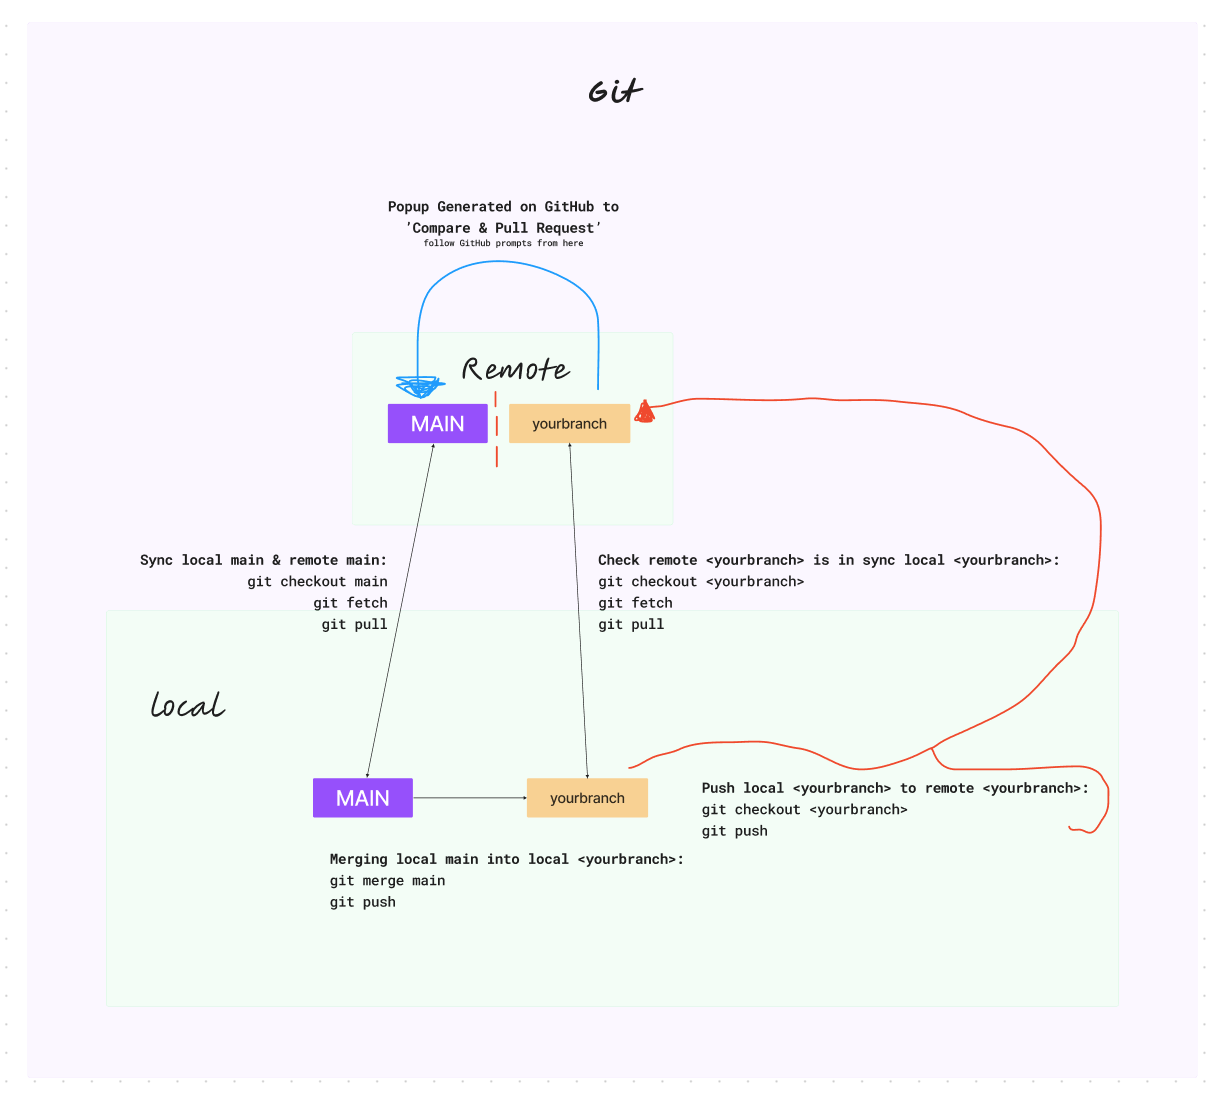 Git
Popup Generated on GitHub to
’Compare & Pull Request’
follow GitHub prompts from here
Remote
MAIN
yourbranch
Sync local main & remote main:
git checkout main
git fetch
git pull
Check remote <yourbranch> is in sync local <yourbranch>:
git checkout <yourbranch>
git fetch
git pull
local
MAIN
yourbranch
Push local <yourbranch> to remote <yourbranch>:
git checkout <yourbranch>
git push
Merging local main into local <yourbranch>:
git merge main
git push